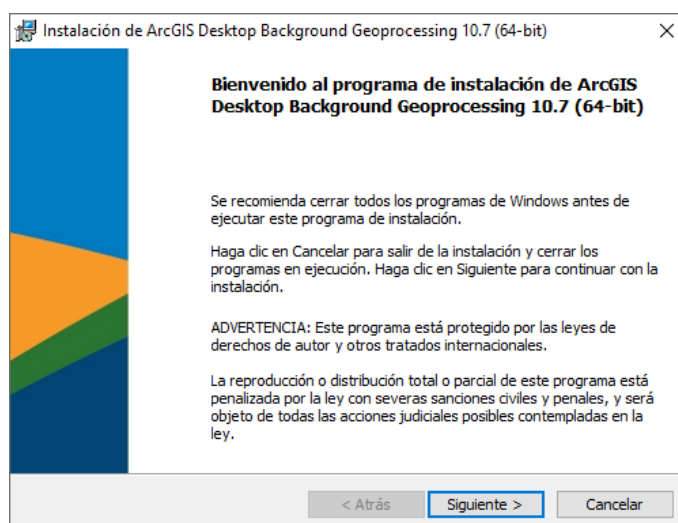 Instalación de ArcGIS Desktop Background Geoprocessing 10.7 (64-bit)
Bienvenido al programa de instalación de ArcGIS
Desktop Background Geoprocessing 10.7 (64-bit)
Se recomienda cerrar todos los programas de Windows antes de
ejecutar este programa de instalación.
Haga clic en Cancelar para salir de la instalación y cerrar los
programas en ejecución. Haga clic en Siguiente para continuar con la
instalación.
ADVERTENCIA: Este programa está protegido por las leyes de
derechos de autor y otros tratados internacionales.
La reproducción o distribución total o parcial de este programa está
penalizada por la ley con severas sanciones civiles y penales, y será
objeto de todas las acciones judiciales posibles contempladas en la
ley.
< Atrás Siguiente > Cancelar